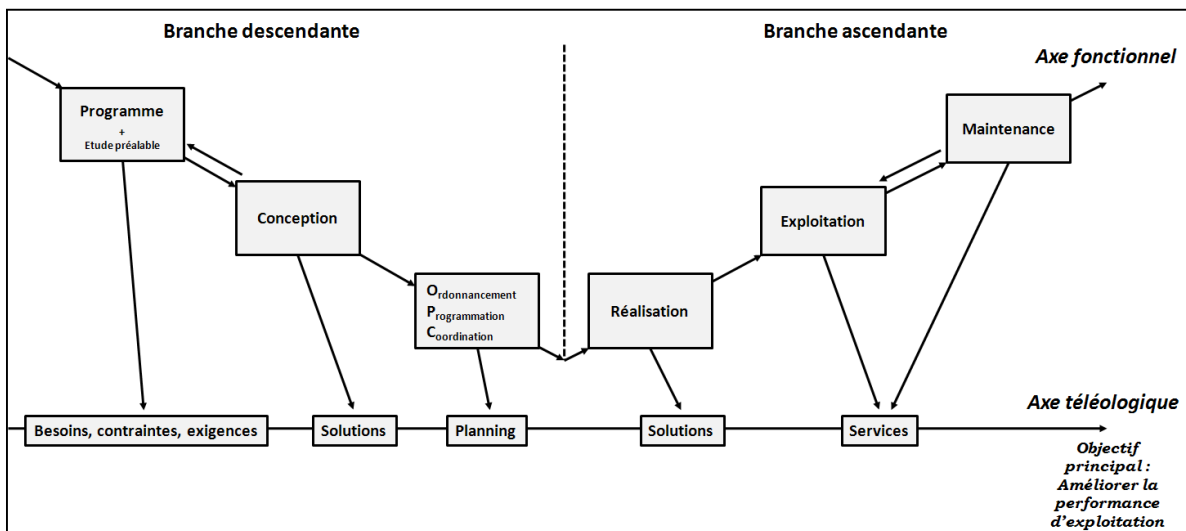 Branche descendante
Branche ascendante
Axe fonctionnel
Programme
+
Etude préalable
Maintenance
Conception
Exploitation
Ordonnancement
Programmation
Coordination
Réalisation
Axe téléologique
Besoins, contraintes, exigences
Solutions
Planning
Solutions
Services
Objectif
principal :
Améliorer la
performance
d'exploitation